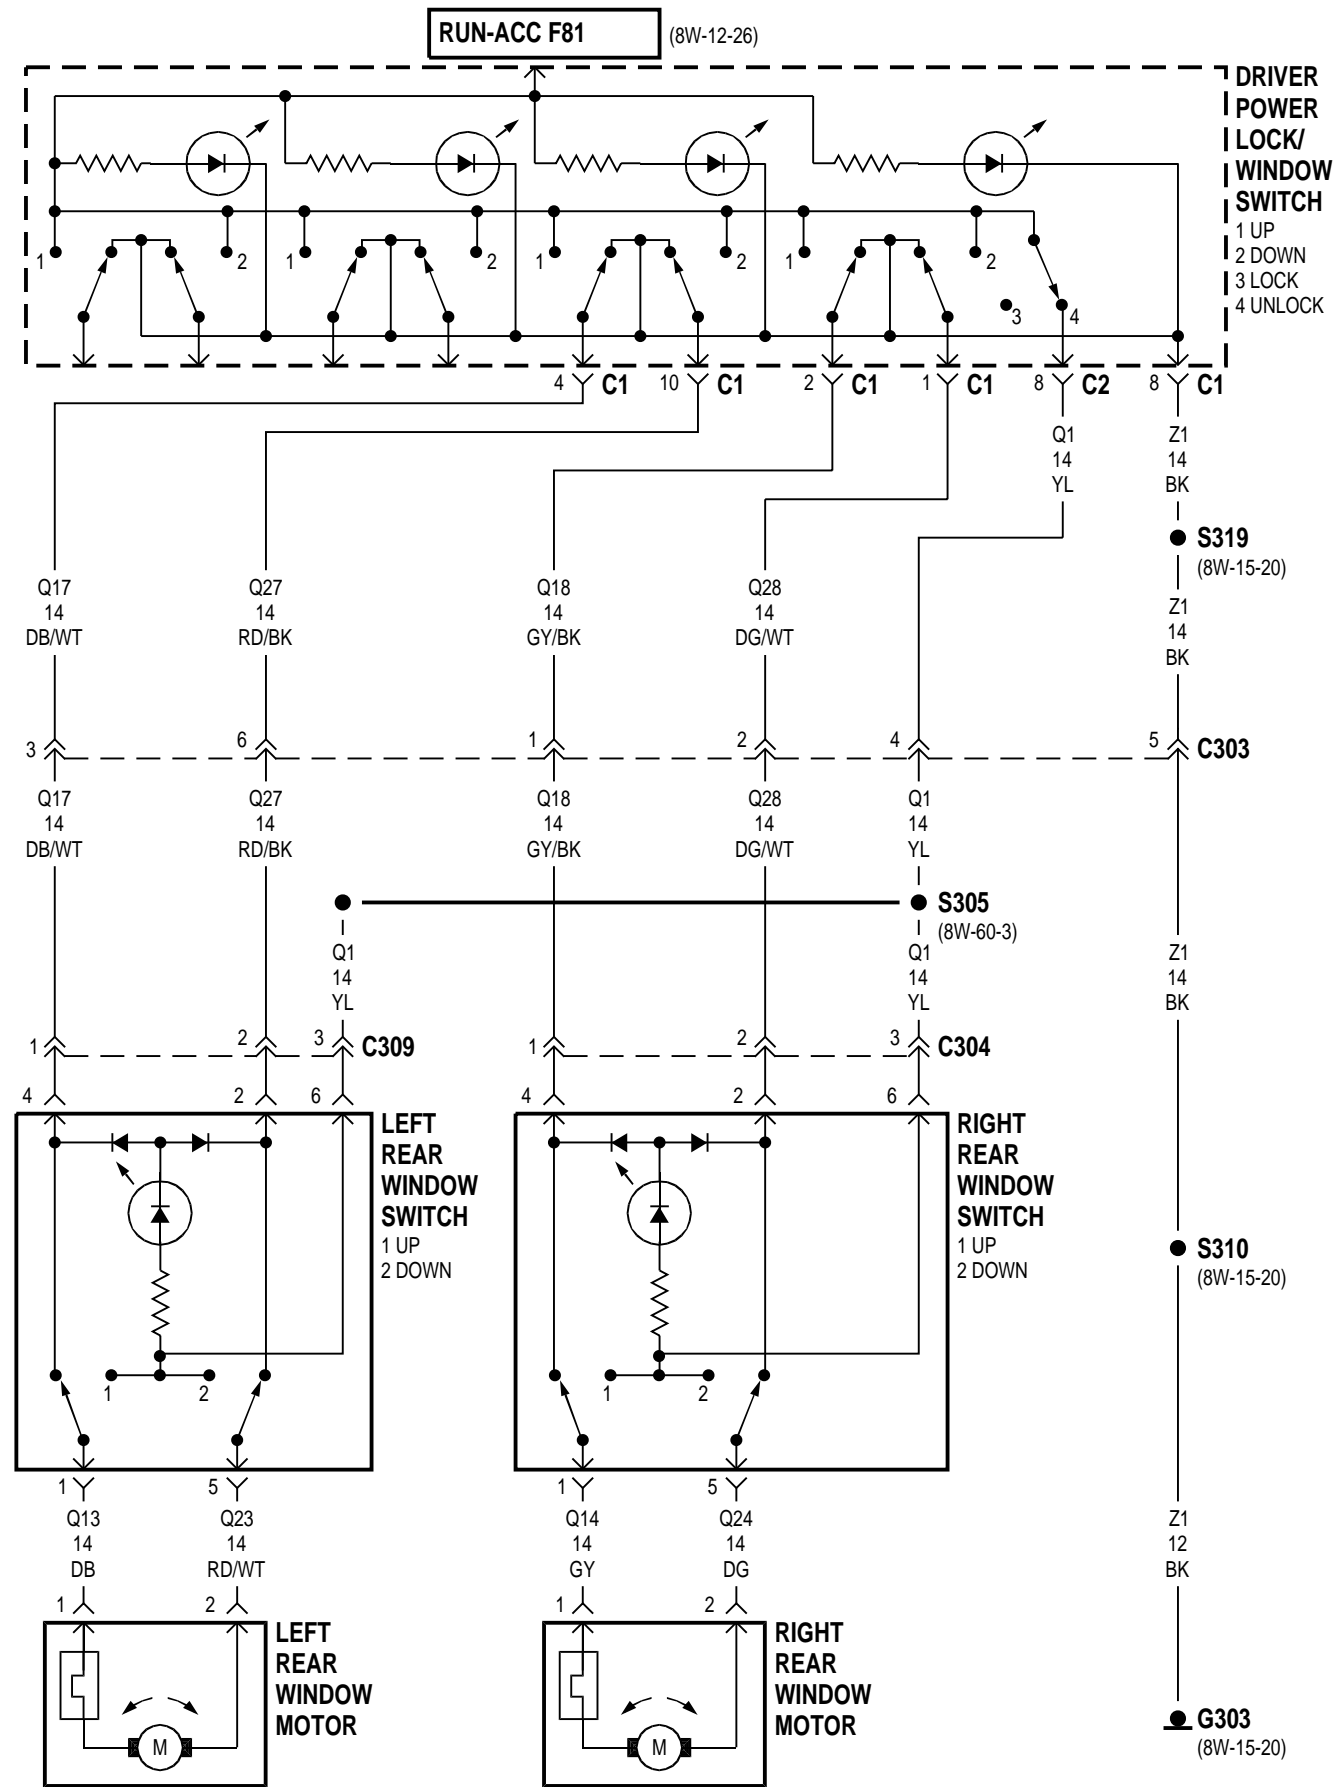 RUN-ACC F81 (8W-12-26)
DRIVER
POWER
LOCK/
WINDOW
SWITCH
1 UP
2 DOWN
3 LOCK
4 UNLOCK
1 2 1 2 1 2 1 2
3 4
4 C1 10 C1 2 C1 1 C1 8 C2 8 C1
Q1 Z1
14 14
YL BK
S319
(8W-15-20)
Q17 Q27 Q18 Q28 Z1
14 14 14 14 14
DB/WT RD/BK GY/BK DG/WT BK
3 6 1 2 4 5 C303
Q17 Q27 Q18 Q28 Q1
14 14 14 14 14
DB/WT RD/BK GY/BK DG/WT YL
S305
(8W-60-3)
Q1 Q1 Z1
14 14 14
YL YL BK
1 2 3 C309 1 2 3 C304
4 2 6 4 2 6
LEFT
REAR
WINDOW
SWITCH
1 UP
2 DOWN
RIGHT
REAR
WINDOW
SWITCH
1 UP
2 DOWN
S310
(8W-15-20)
1 2 1 2
1 5 1 5
Q13 Q23 Q14 Q24 Z1
14 14 14 14 12
DB RD/WT GY DG BK
1 2 1 2
LEFT
REAR
WINDOW
MOTOR
RIGHT
REAR
WINDOW
MOTOR
M M
G303
(8W-15-20)